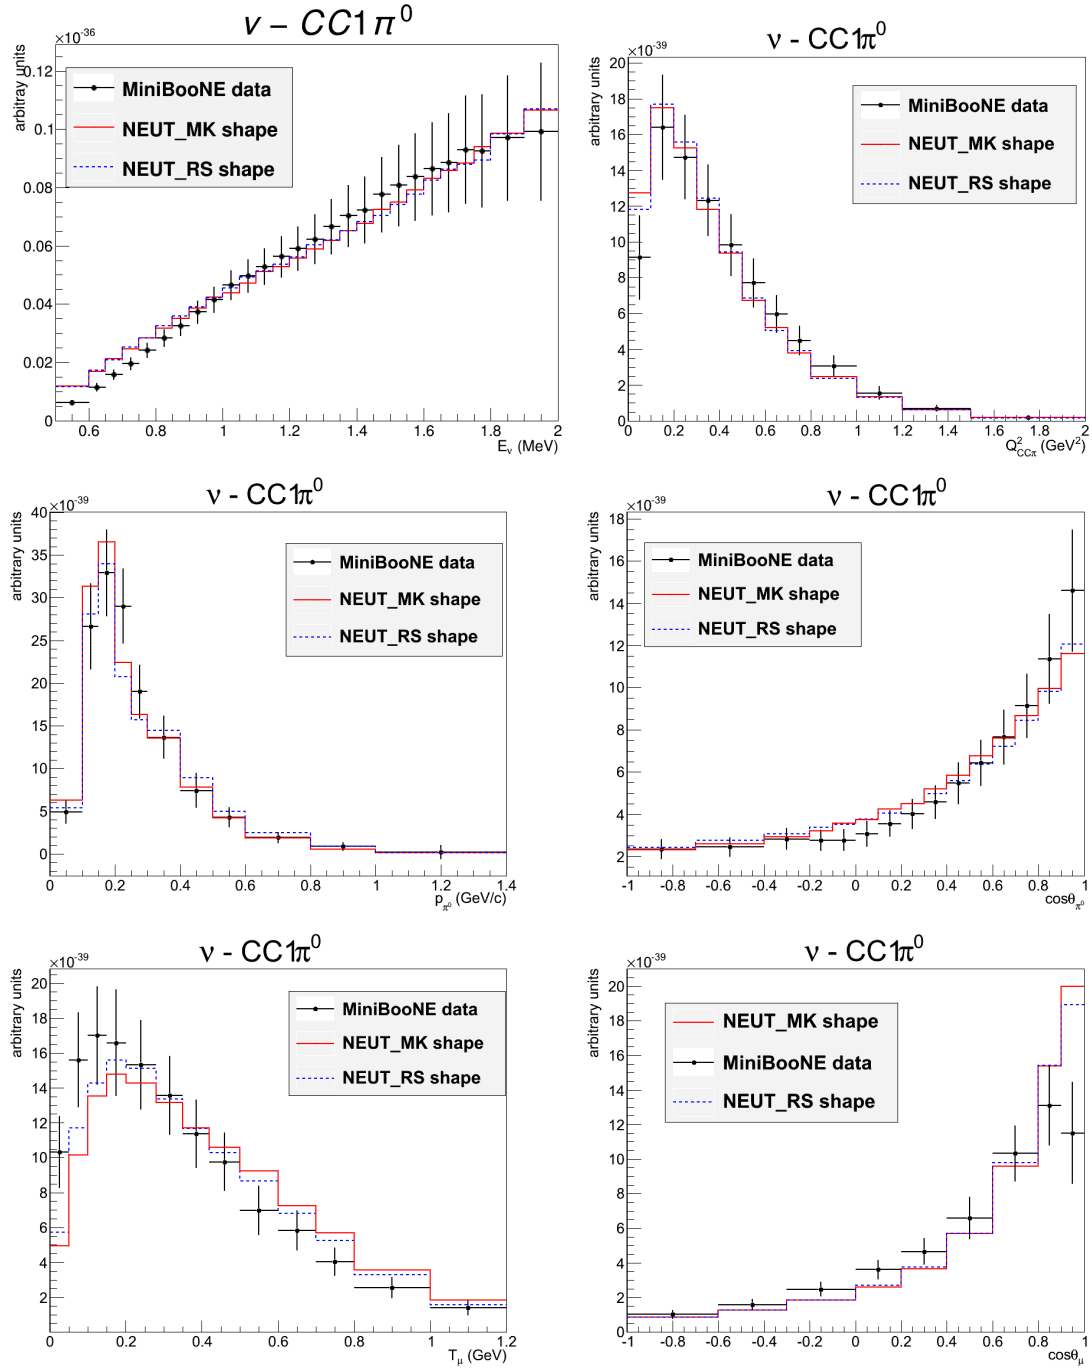 ν – CC1π⁰
×10⁻³⁶
arbitray units
0.12
0.1
0.08
0.06
0.04
0.02
0
MiniBooNE data
NEUT_MK shape
NEUT_RS shape
0.6 0.8 1 1.2 1.4 1.6 1.8 2
E_ν (MeV)
ν - CC1π⁰
×10⁻³⁹
arbitrary units
20
18
16
14
12
10
8
6
4
2
0
MiniBooNE data
NEUT_MK shape
NEUT_RS shape
0 0.2 0.4 0.6 0.8 1 1.2 1.4 1.6 1.8 2
Q²_CCπ (GeV²)
ν - CC1π⁰
×10⁻³⁹
arbitrary units
40
35
30
25
20
15
10
5
0
MiniBooNE data
NEUT_MK shape
NEUT_RS shape
0 0.2 0.4 0.6 0.8 1 1.2 1.4
p_π⁰ (GeV/c)
ν - CC1π⁰
×10⁻³⁹
arbitrary units
18
16
14
12
10
8
6
4
2
MiniBooNE data
NEUT_MK shape
NEUT_RS shape
-1 -0.8 -0.6 -0.4 -0.2 0 0.2 0.4 0.6 0.8 1
cosθ_π⁰
ν - CC1π⁰
×10⁻³⁹
arbitrary units
20
18
16
14
12
10
8
6
4
2
0
MiniBooNE data
NEUT_MK shape
NEUT_RS shape
0 0.2 0.4 0.6 0.8 1 1.2
T_μ (GeV)
ν - CC1π⁰
×10⁻³⁹
arbitrary units
20
18
16
14
12
10
8
6
4
2
0
NEUT_MK shape
MiniBooNE data
NEUT_RS shape
-1 -0.8 -0.6 -0.4 -0.2 0 0.2 0.4 0.6 0.8 1
cosθ_μ